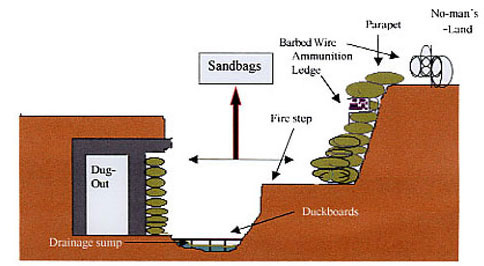 No-man's
-Land
Parapet
Barbed Wire
Ammunition
Ledge
Sandbags
Fire step
Dug-
Out
Duckboards
Drainage sump